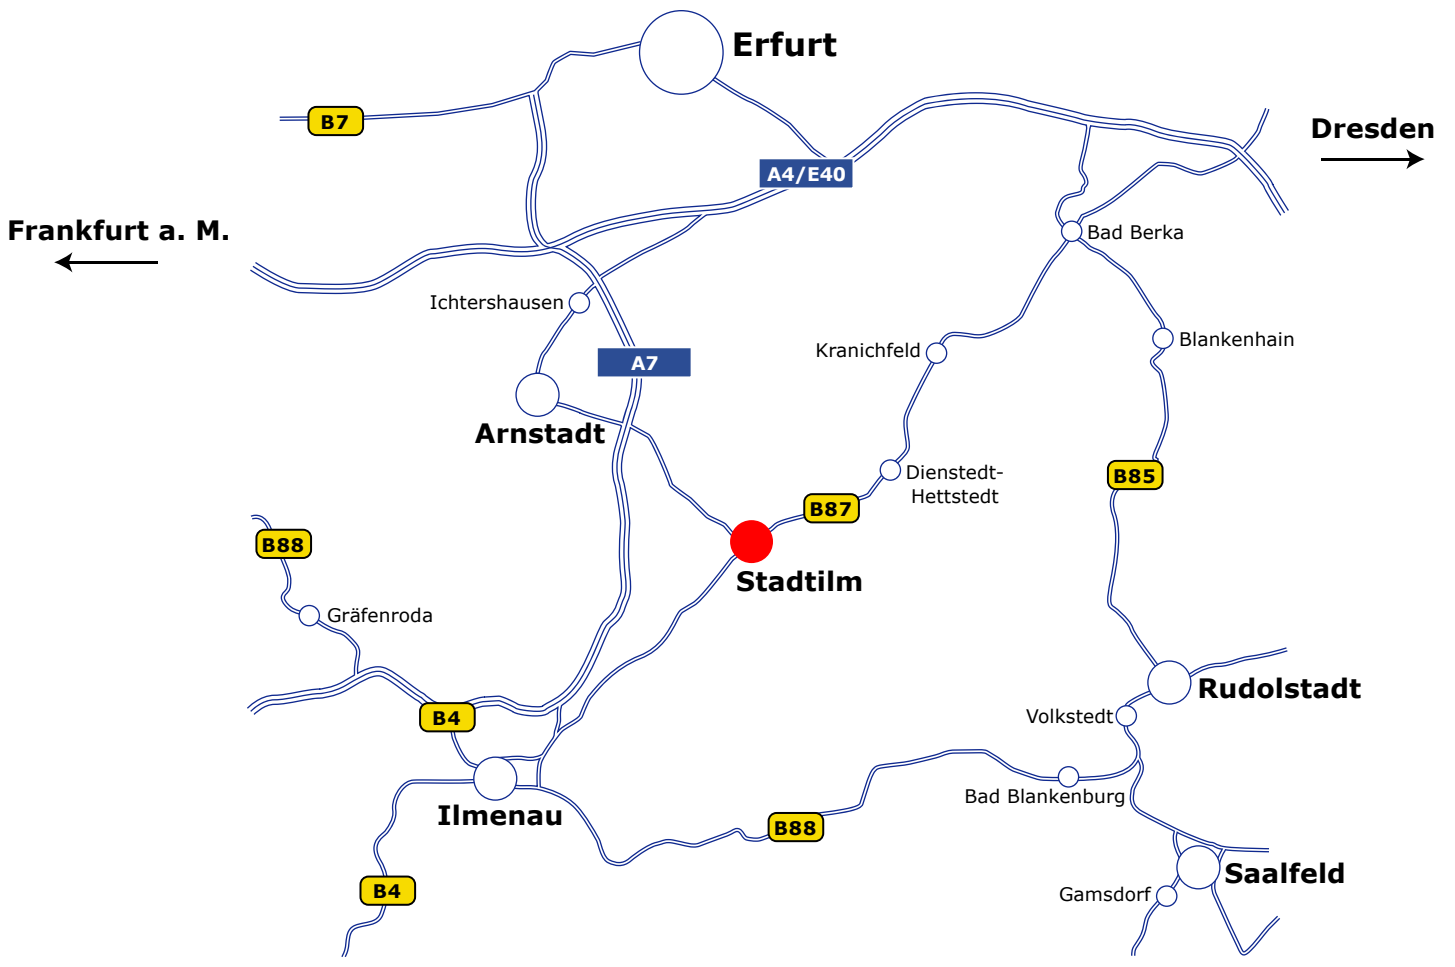 Erfurt
B7
Dresden
A4/E40
Frankfurt a. M.
Bad Berka
Ichtershausen
Blankenhain
Kranichfeld
A7
Arnstadt
Dienstedt-
Hettstedt
B85
B87
B88
Stadtilm
Gräfenroda
Rudolstadt
Volkstedt
B4
Bad Blankenburg
Ilmenau
B88
Saalfeld
B4
Gamsdorf